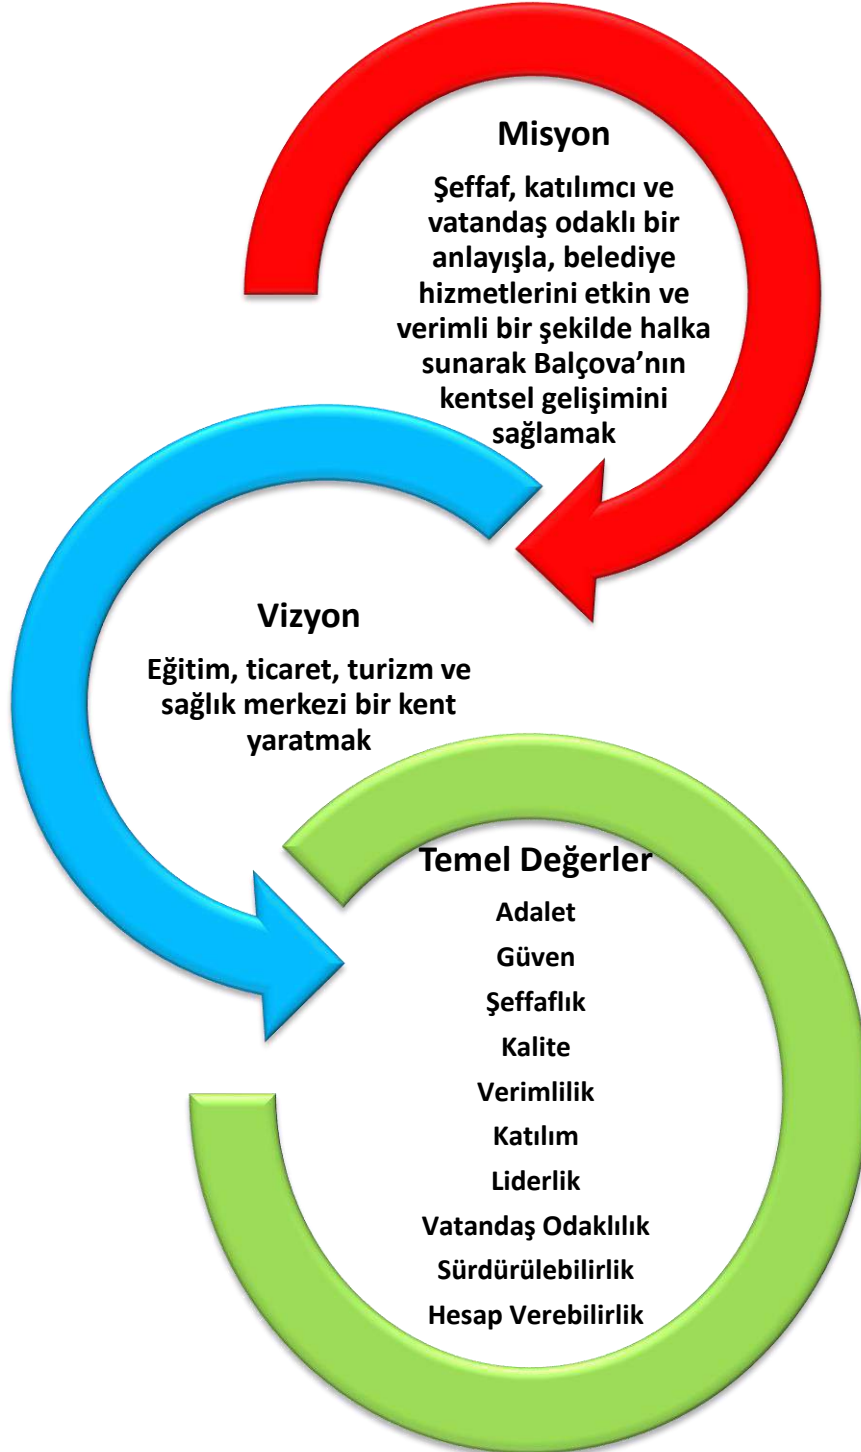 Misyon
Şeffaf, katılımcı ve
vatandaş odaklı bir
anlayışla, belediye
hizmetlerini etkin ve
verimli bir şekilde halka
sunarak Balçova’nın
kentsel gelişimini
sağlamak
Vizyon
Eğitim, ticaret, turizm ve
sağlık merkezi bir kent
yaratmak
Temel Değerler
Adalet
Güven
Şeffaflık
Kalite
Verimlilik
Katılım
Liderlik
Vatandaş Odaklılık
Sürdürülebilirlik
Hesap Verebilirlik